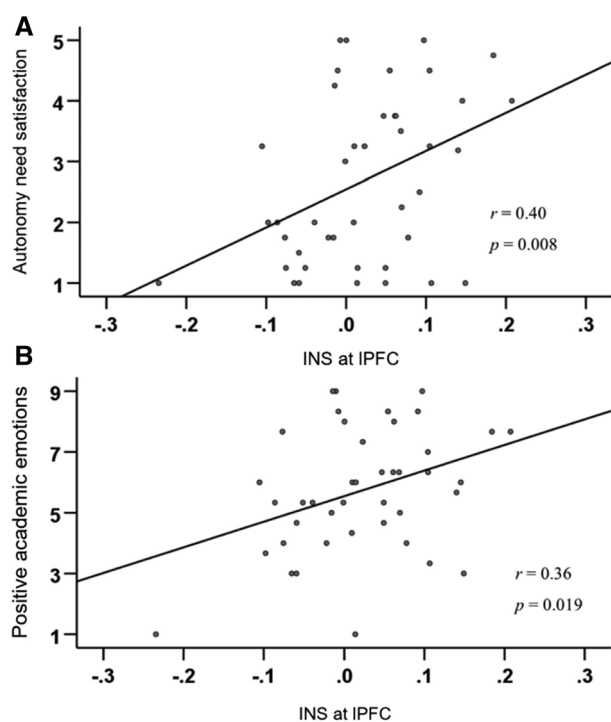 A
Autonomy need satisfaction
5
4
3
2
1
r = 0.40
p = 0.008
-.3 -.2 -.1 .0 .1 .2 .3
INS at lPFC
B
Positive academic emotions
9
7
5
3
1
r = 0.36
p = 0.019
-.3 -.2 -.1 .0 .1 .2 .3
INS at lPFC